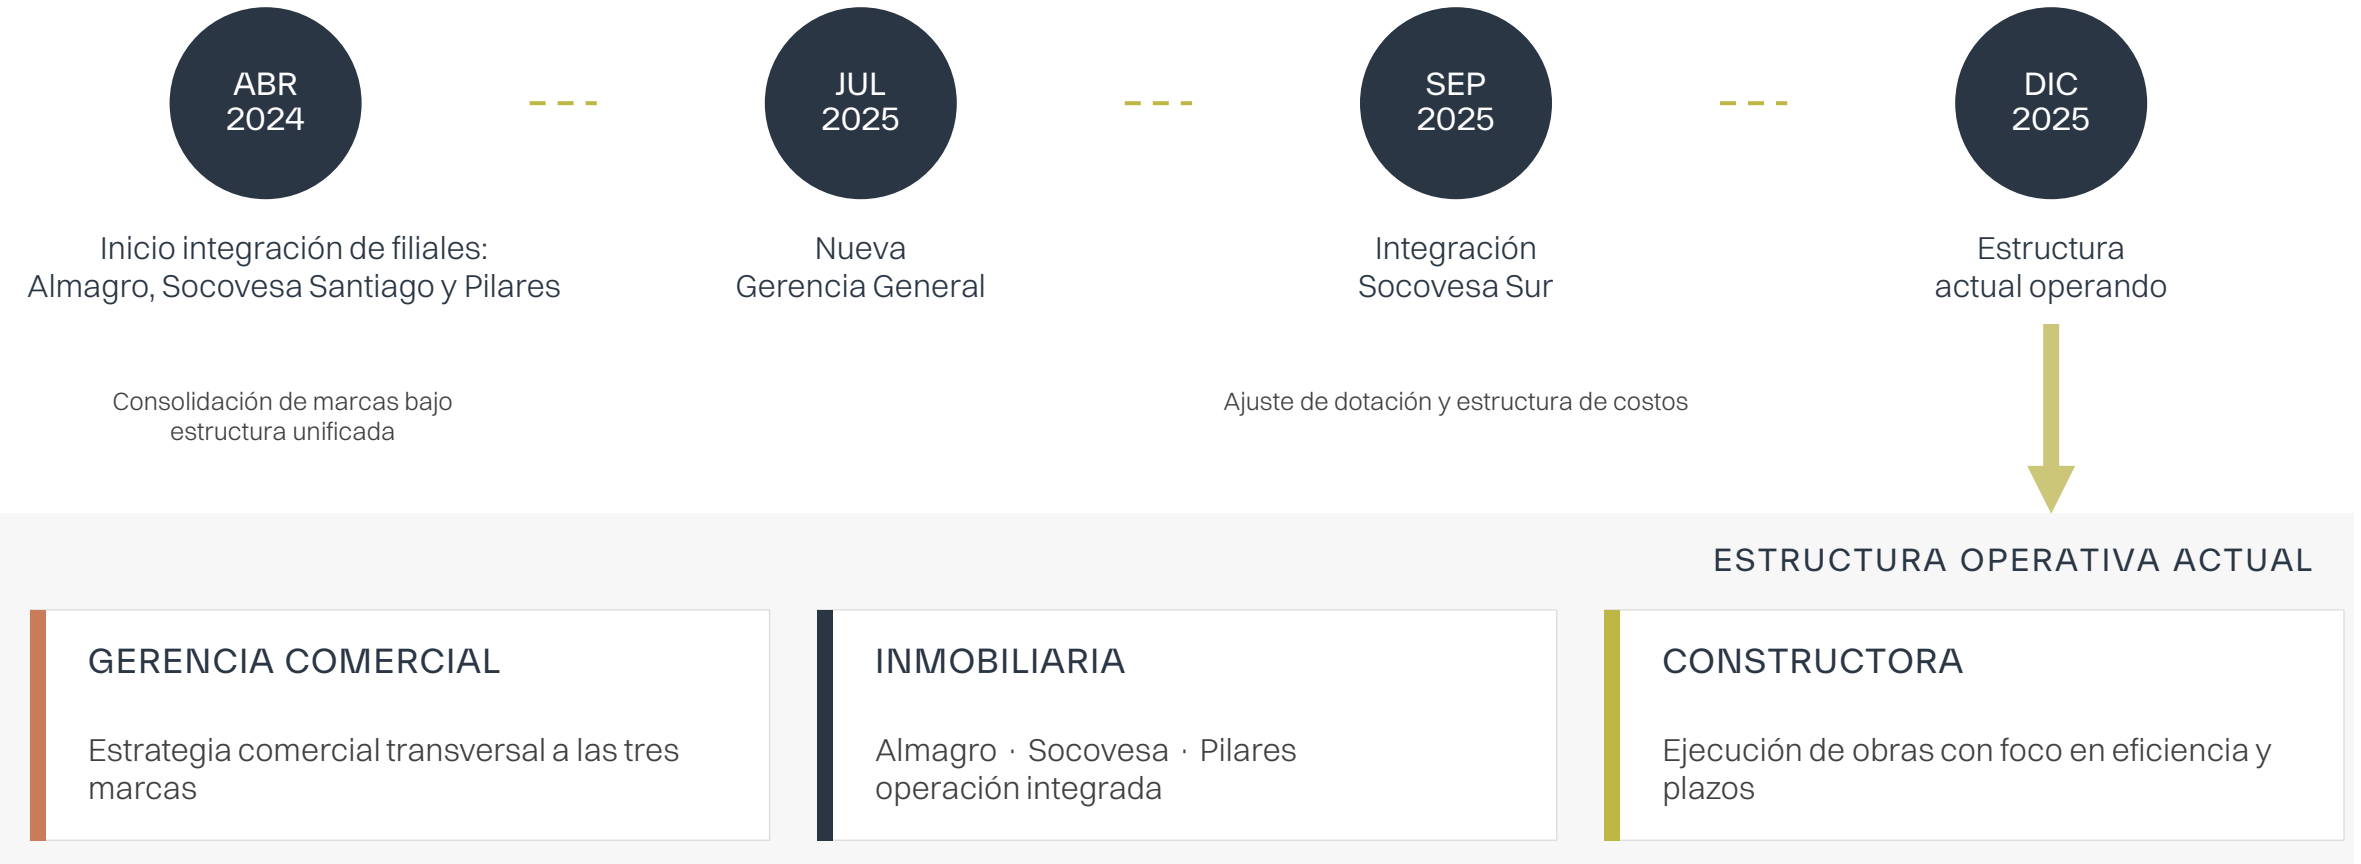 ABR
2024
JUL
2025
SEP
2025
DIC
2025
Inicio integración de filiales:
Almagro, Socovesa Santiago y Pilares
Nueva
Gerencia General
Integración
Socovesa Sur
Estructura
actual operando
Consolidación de marcas bajo
estructura unificada
Ajuste de dotación y estructura de costos
ESTRUCTURA OPERATIVA ACTUAL
GERENCIA COMERCIAL
Estrategia comercial transversal a las tres
marcas
INMOBILIARIA
Almagro · Socovesa · Pilares
operación integrada
CONSTRUCTORA
Ejecución de obras con foco en eficiencia y
plazos